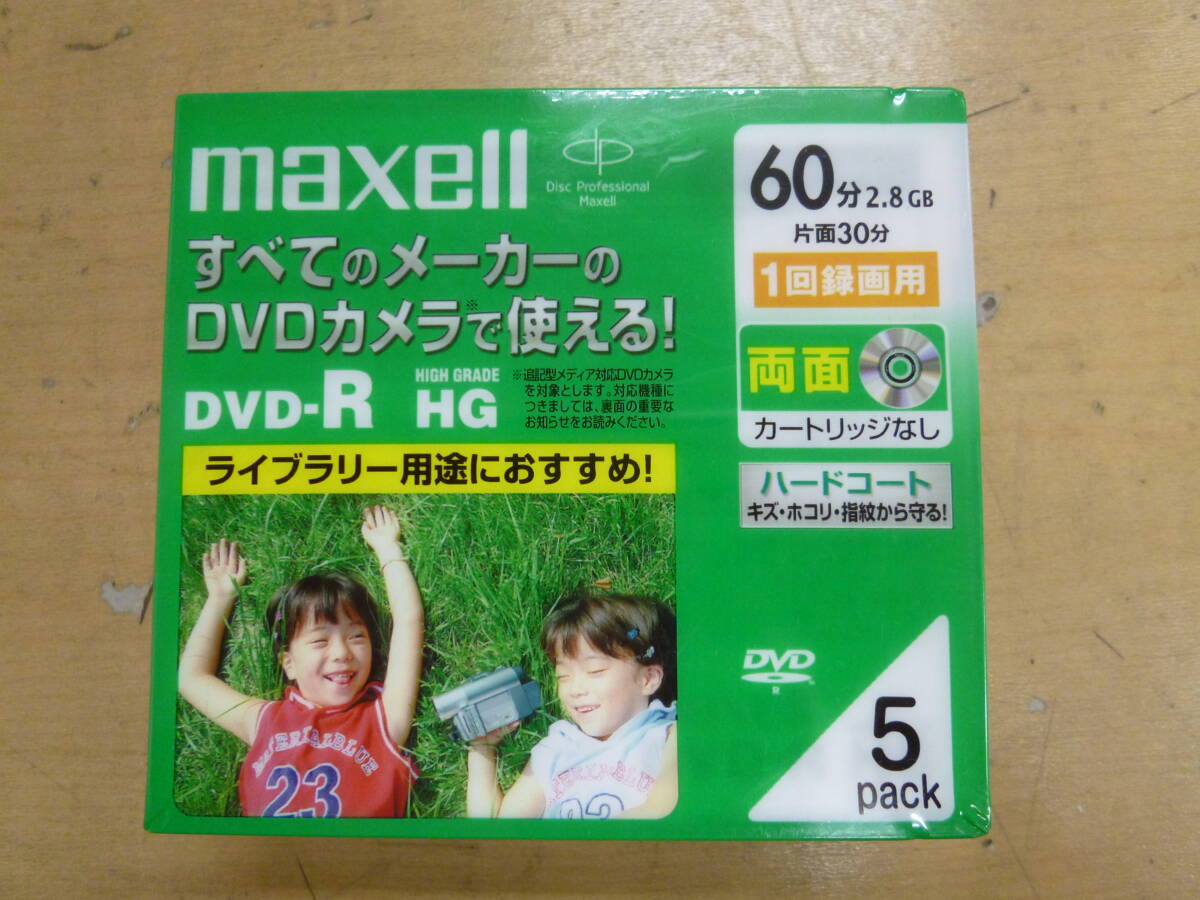 maxell
dp
Disc Professional
Maxell
すべてのメーカーの
DVDカメラ※で使える!
DVD-R
HIGH GRADE
HG
※追記型メディア対応DVDカメラ
を対象とします。対応機種に
つきましては、裏面の重要な
お知らせをお読みください。
ライブラリー用途におすすめ!
60分2.8GB
片面30分
1回録画用
両面
カートリッジなし
ハードコート
キズ・ホコリ・指紋から守る!
23
DVD
R
5
pack